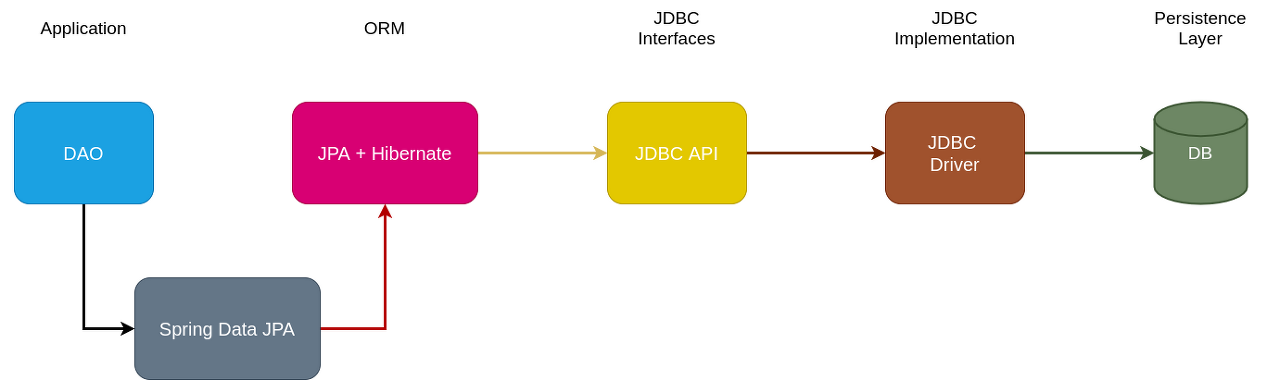 Application
ORM
JDBC
Interfaces
JDBC
Implementation
Persistence
Layer
DAO
JPA + Hibernate
JDBC API
JDBC
Driver
DB
Spring Data JPA